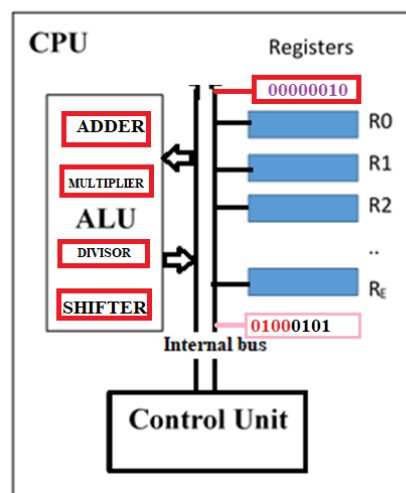 CPU
Registers
00000010
ADDER
R0
MULTIPLIER
R1
ALU
R2
DIVISOR
..
SHIFTER
RE
01000101
Internal bus
Control Unit